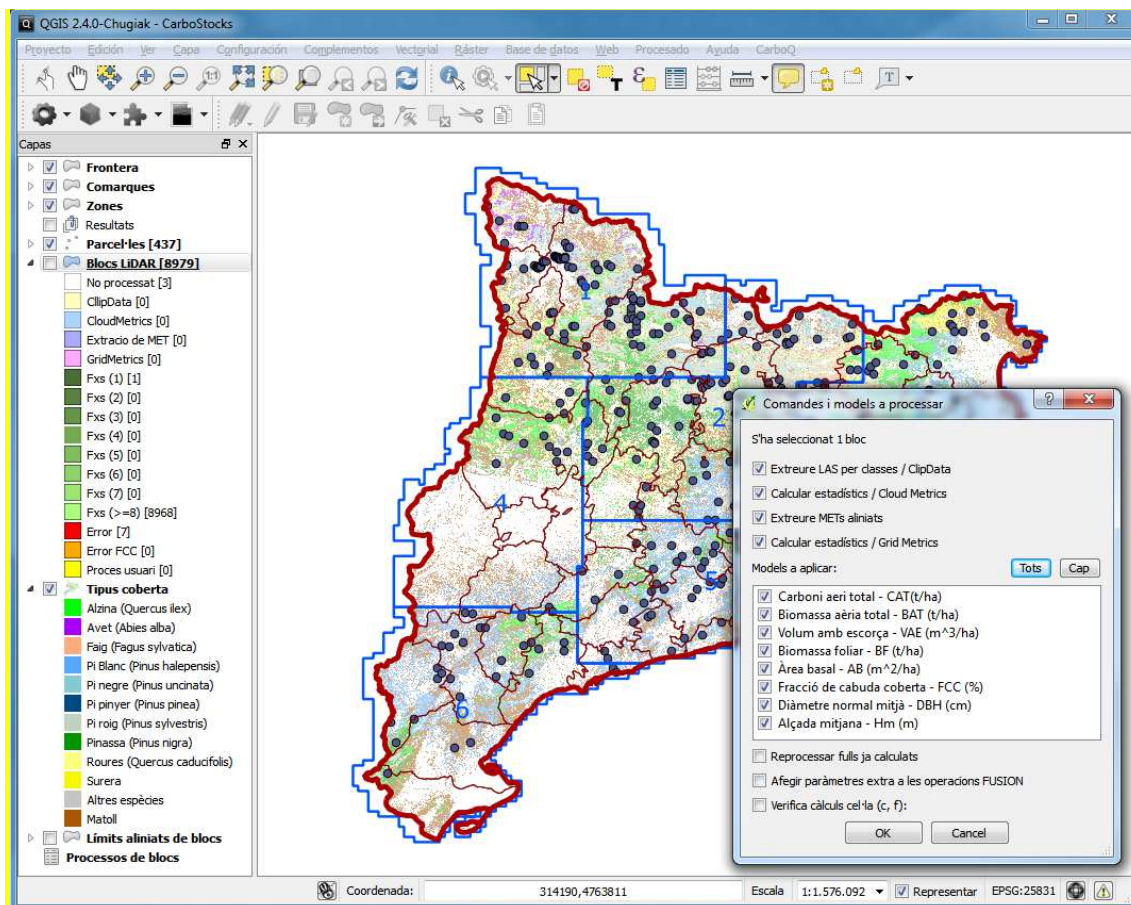 QGIS 2.4.0-Chugiak - CarboStocks
Proyecto Edición Ver Capa Configuración Complementos Vectorial Ráster Base de datos Web Procesado Ayuda CarboQ
Capas
Frontera
Comarques
Zones
Resultats
Parcel·les [437]
Blocs LiDAR [8979]
No processat [3]
CllipData [0]
CloudMetrics [0]
Extracio de MET [0]
GridMetrics [0]
Fxs (1) [1]
Fxs (2) [0]
Fxs (3) [0]
Fxs (4) [0]
Fxs (5) [0]
Fxs (6) [0]
Fxs (7) [0]
Fxs (>=8) [8968]
Error [7]
Error FCC [0]
Proces usuari [0]
Tipus coberta
Alzina (Quercus ilex)
Avet (Abies alba)
Faig (Fagus sylvatica)
Pi Blanc (Pinus halepensis)
Pi negre (Pinus uncinata)
Pi pinyer (Pinus pinea)
Pi roig (Pinus sylvestris)
Pinassa (Pinus nigra)
Roures (Quercus caducifolis)
Surera
Altres espècies
Matoll
Límits aliniats de blocs
Processos de blocs
1
2
4
5
6
Comandes i models a processar
S'ha seleccionat 1 bloc
Extreure LAS per classes / ClipData
Calcular estadístics / Cloud Metrics
Extreure METs aliniats
Calcular estadístics / Grid Metrics
Models a aplicar: Tots Cap
Carboni aeri total - CAT(t/ha)
Biomassa aèria total - BAT (t/ha)
Volum amb escorça - VAE (m^3/ha)
Biomassa foliar - BF (t/ha)
Àrea basal - AB (m^2/ha)
Fracció de cabuda coberta - FCC (%)
Diàmetre normal mitjà - DBH (cm)
Alçada mitjana - Hm (m)
Reprocessar fulls ja calculats
Afegir paràmetres extra a les operacions FUSION
Verifica càlculs cel·la (c, f):
OK Cancel
Coordenada: 314190,4763811 Escala 1:1.576.092 Representar EPSG:25831